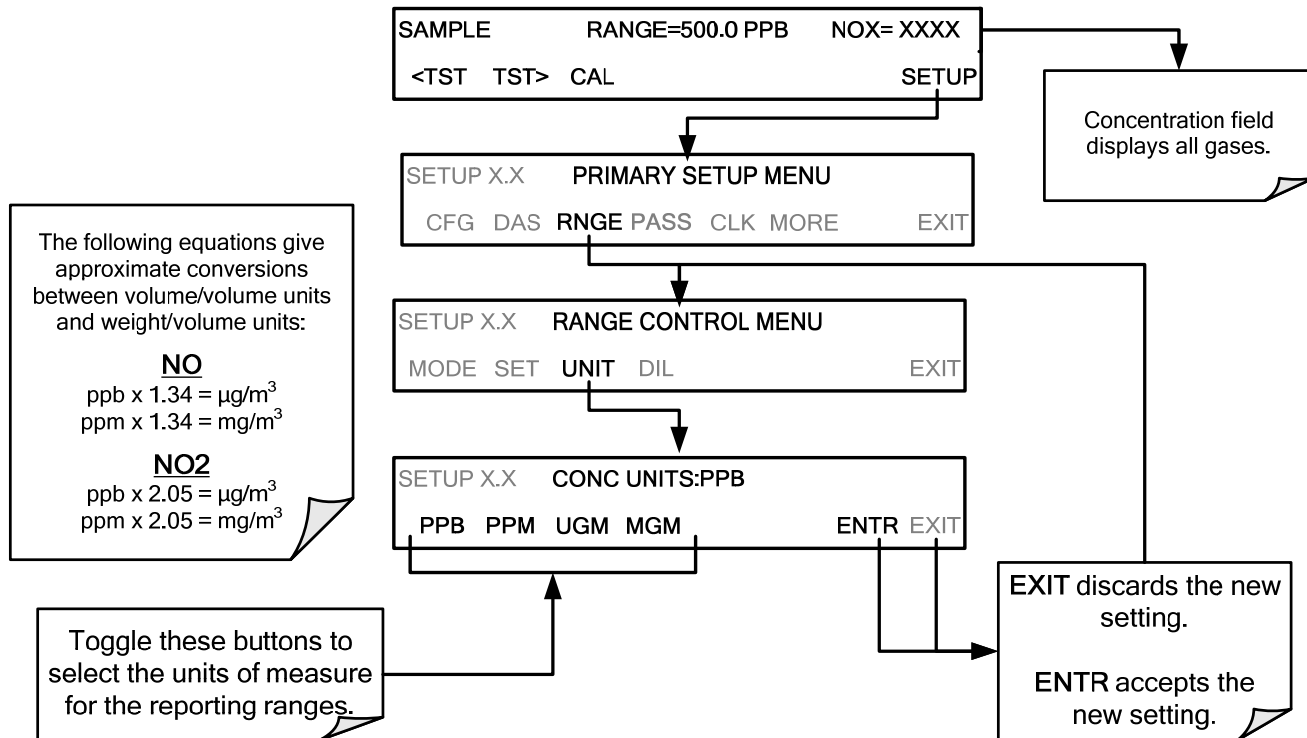 SAMPLE RANGE=500.0 PPB NOX= XXXX
<TST TST> CAL SETUP
Concentration field
displays all gases.
SETUP X.X PRIMARY SETUP MENU
CFG DAS RNGE PASS CLK MORE EXIT
The following equations give
approximate conversions
between volume/volume units
and weight/volume units:
NO
ppb x 1.34 = µg/m³
ppm x 1.34 = mg/m³
NO2
ppb x 2.05 = µg/m³
ppm x 2.05 = mg/m³
SETUP X.X RANGE CONTROL MENU
MODE SET UNIT DIL EXIT
SETUP X.X CONC UNITS:PPB
PPB PPM UGM MGM ENTR EXIT
Toggle these buttons to
select the units of measure
for the reporting ranges.
EXIT discards the new
setting.
ENTR accepts the
new setting.